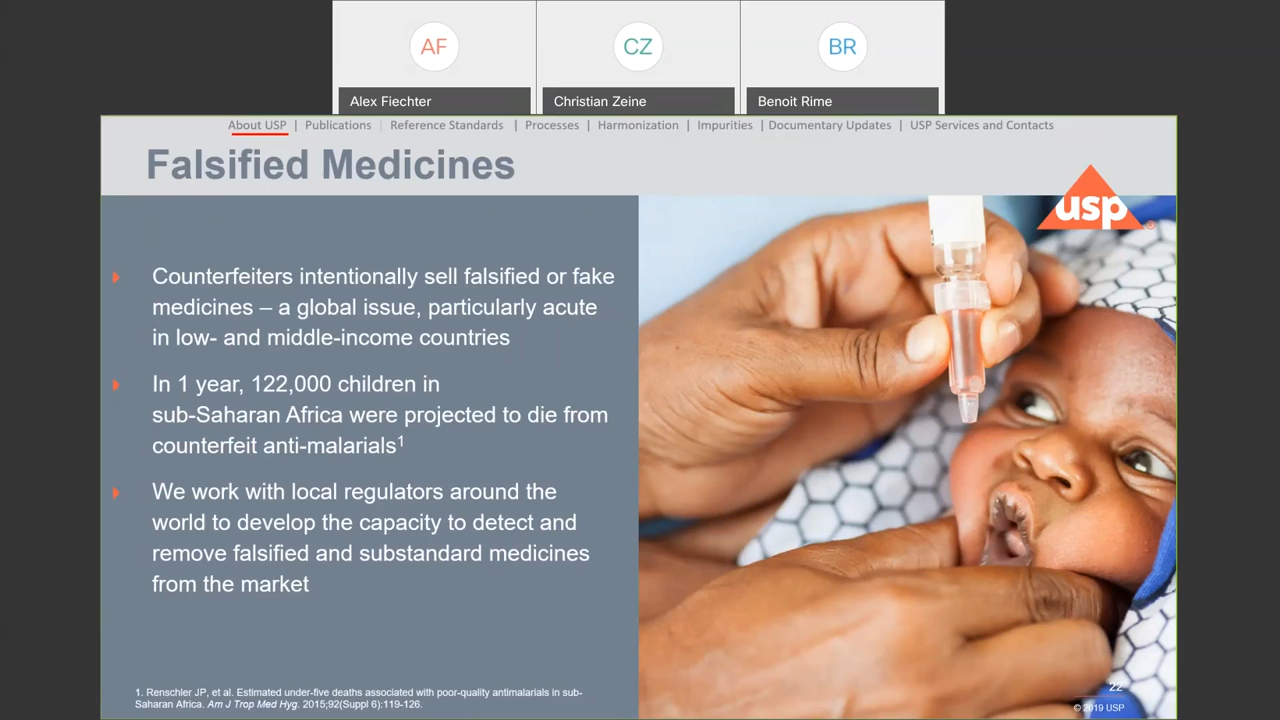 AF
CZ
BR
Alex Fiechter
Christian Zeine
Benoit Rime
About USP | Publications | Reference Standards | Processes | Harmonization | Impurities | Documentary Updates | USP Services and Contacts
Falsified Medicines
usp®
Counterfeiters intentionally sell falsified or fake
medicines – a global issue, particularly acute
in low- and middle-income countries
In 1 year, 122,000 children in
sub-Saharan Africa were projected to die from
counterfeit anti-malarials¹
We work with local regulators around the
world to develop the capacity to detect and
remove falsified and substandard medicines
from the market
1. Renschler JP, et al. Estimated under-five deaths associated with poor-quality antimalarials in sub-
Saharan Africa. Am J Trop Med Hyg. 2015;92(Suppl 6):119-126.
22
© 2019 USP